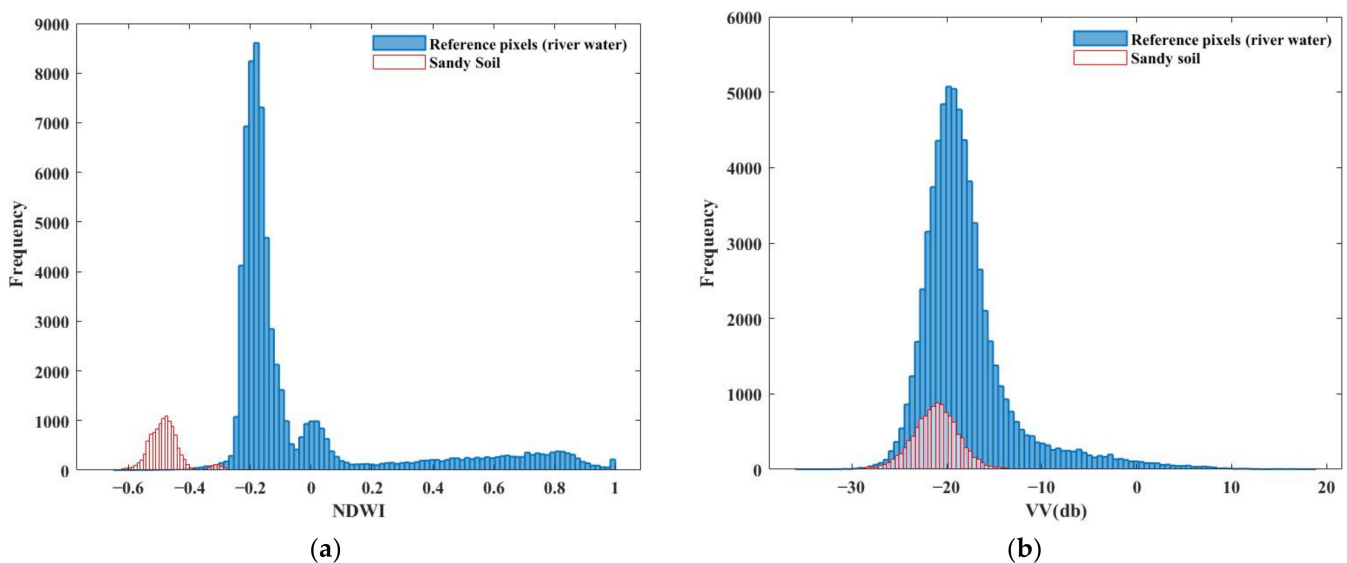 9000
8000
7000
6000
5000
4000
3000
2000
1000
0
Frequency
Reference pixels (river water)
Sandy Soil
−0.6 −0.4 −0.2 0 0.2 0.4 0.6 0.8 1
NDWI
(a)
6000
5000
4000
3000
2000
1000
0
Frequency
Reference pixels (river water)
Sandy soil
−30 −20 −10 0 10 20
VV(db)
(b)